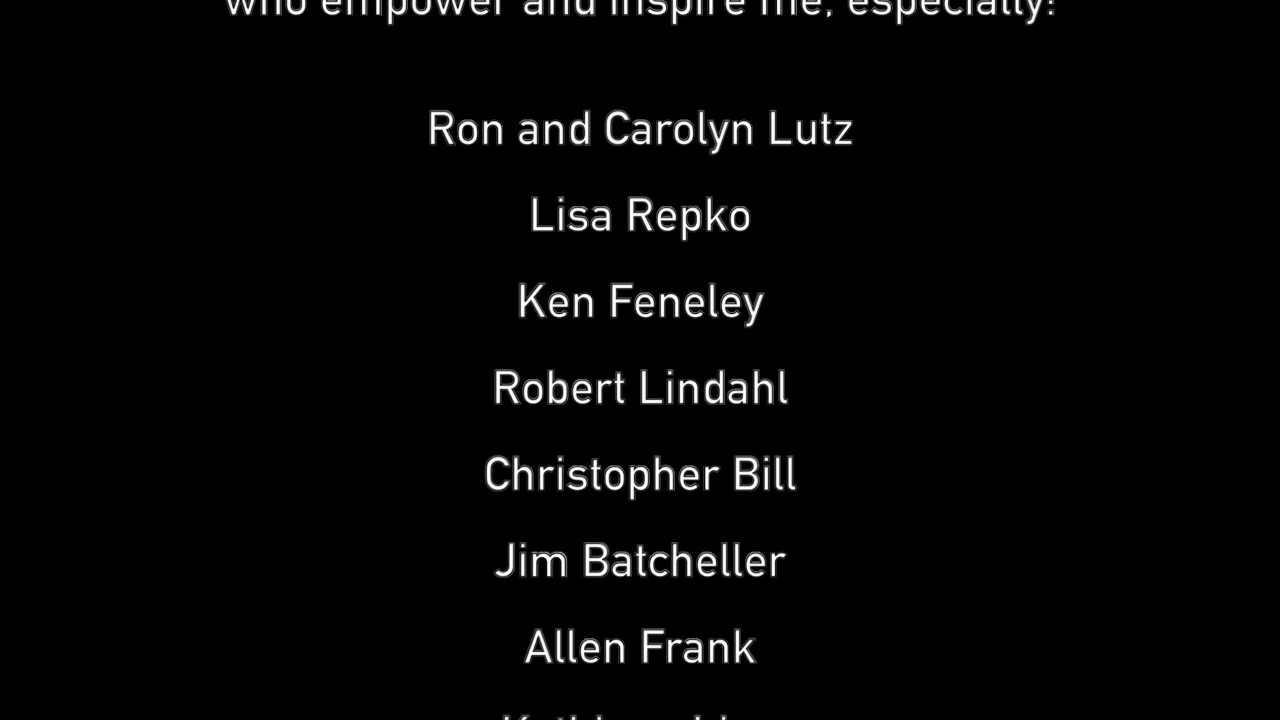 who empower and inspire me, especially:
Ron and Carolyn Lutz
Lisa Repko
Ken Feneley
Robert Lindahl
Christopher Bill
Jim Batcheller
Allen Frank